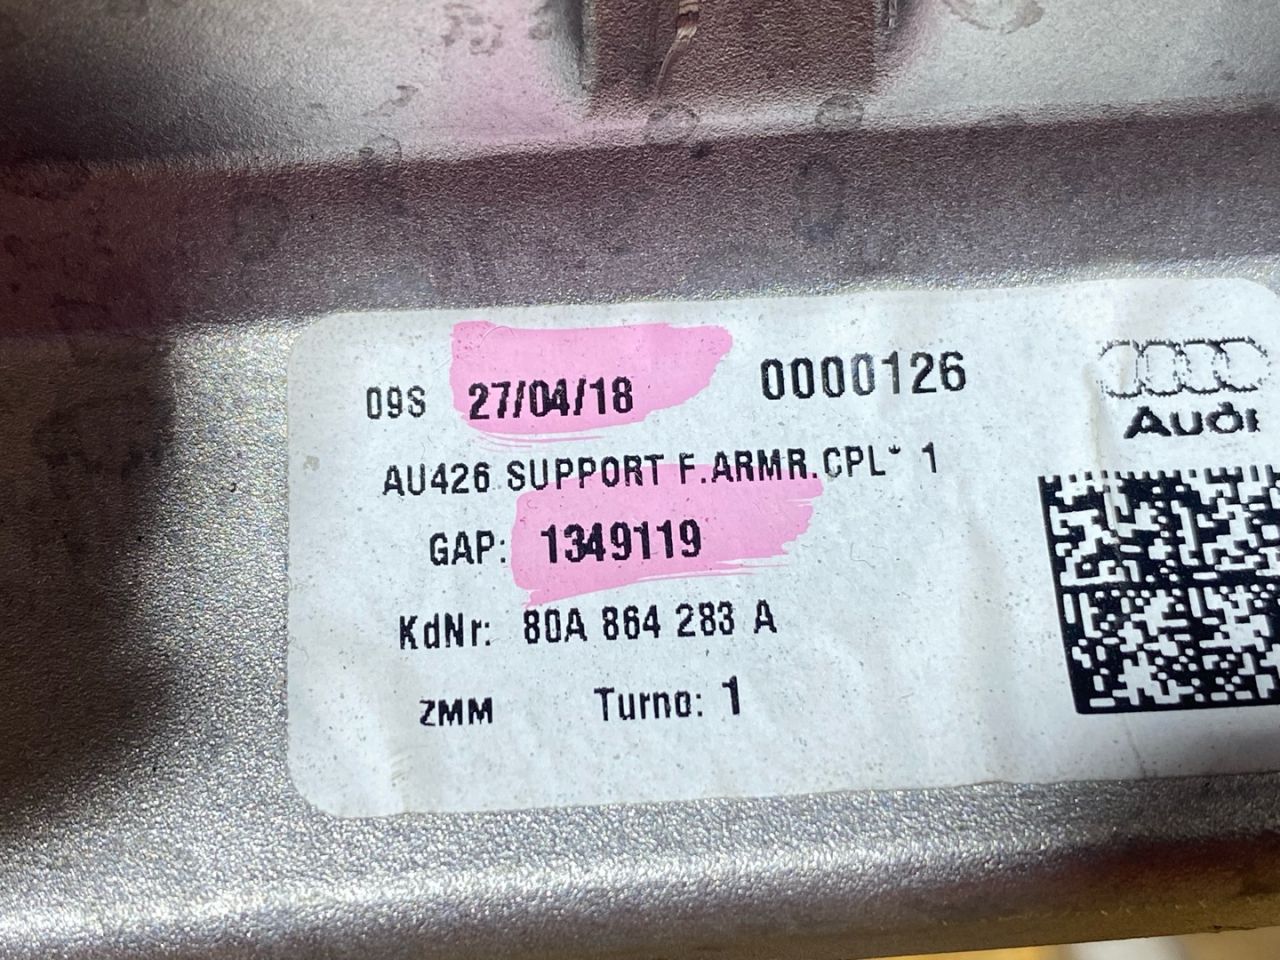 09S 27/04/18 0000126
Audi
AU426 SUPPORT F.ARMR.CPL* 1
GAP: 1349119
KdNr: 80A 864 283 A
ZMM Turno: 1